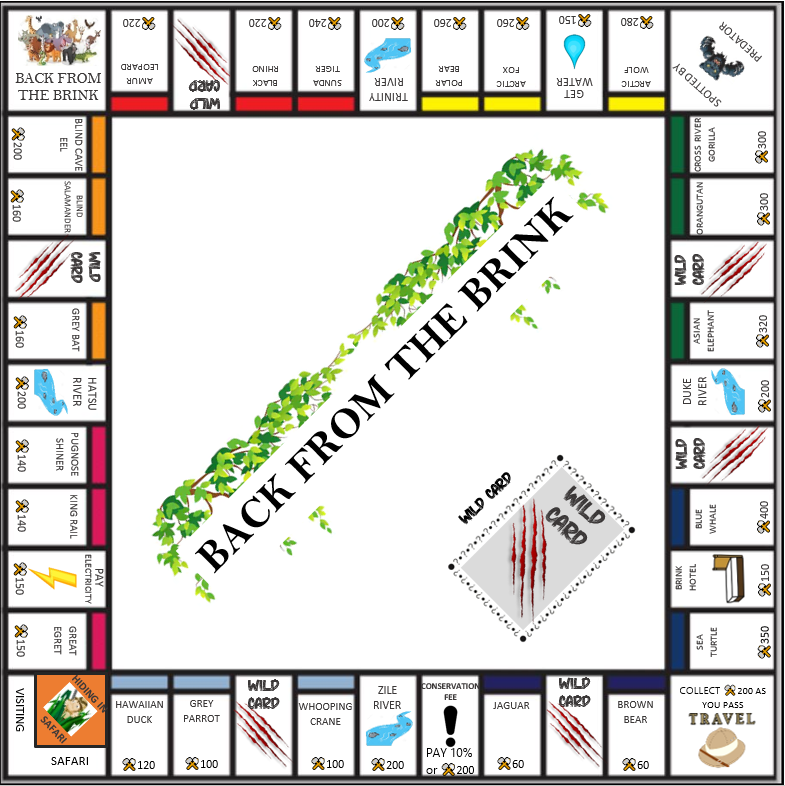 BACK FROM
THE BRINK
220
AMUR
LEOPARD
WILD
CARD
220
BLACK
RHINO
240
SUNDA
TIGER
200
TRINITY
RIVER
260
POLAR
BEAR
260
ARCTIC
FOX
150
GET
WATER
280
ARCTIC
WOLF
SPOTTED BY
PREDATOR
CROSS RIVER
GORILLA
300
ORANGUTAN
300
WILD
CARD
ASIAN
ELEPHANT
320
DUKE
RIVER
200
WILD
CARD
BLUE
WHALE
400
BRINK
HOTEL
150
SEA
TURTLE
350
COLLECT 200 AS
YOU PASS
TRAVEL
BROWN
BEAR
60
WILD
CARD
JAGUAR
60
CONSERVATION
FEE
PAY 10%
or 200
ZILE
RIVER
200
WHOOPING
CRANE
100
WILD
CARD
GREY
PARROT
100
HAWAIIAN
DUCK
120
VISITING
HIDING IN
SAFARI
SAFARI
GREAT
EGRET
150
PAY
ELECTRICITY
150
KING RAIL
140
PUGNOSE
SHINER
140
HATSU
RIVER
200
GREY BAT
160
WILD
CARD
BLIND
SALAMANDER
160
BLIND CAVE
EEL
200
BACK FROM THE BRINK
WILD CARD
WILD
CARD